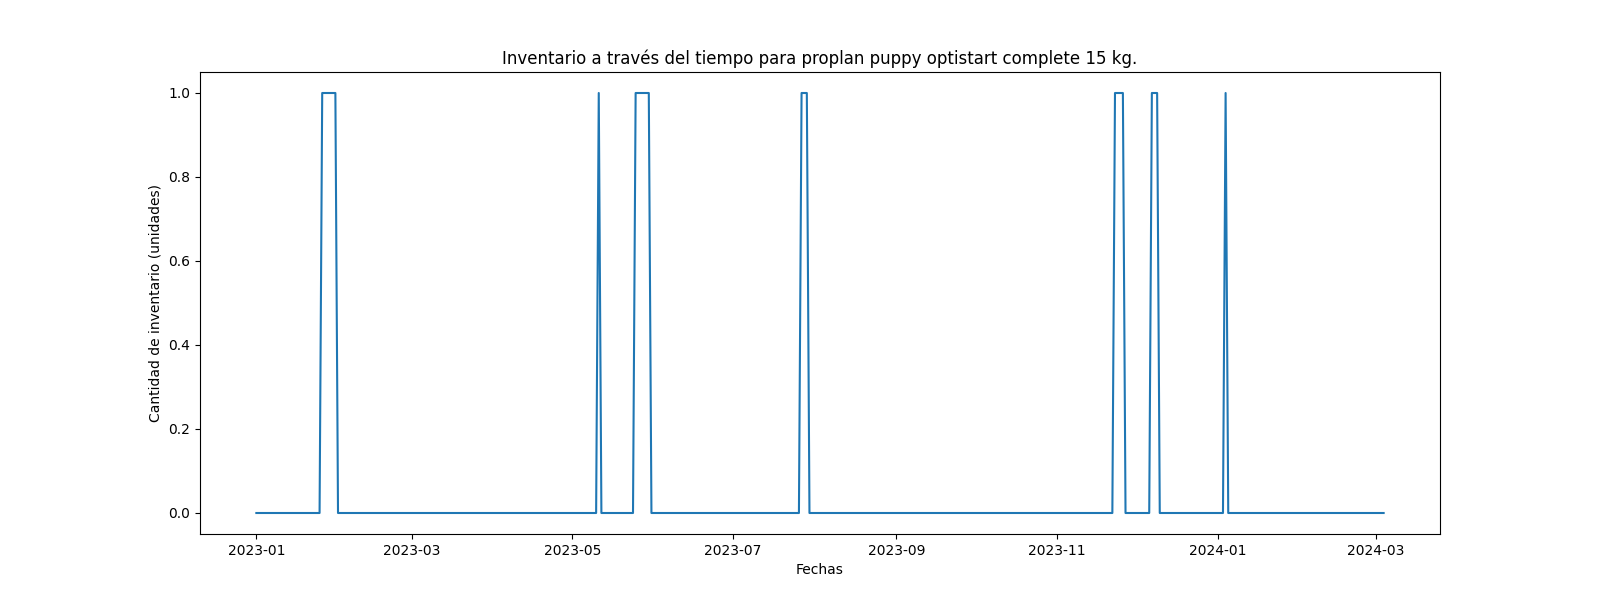 Inventario a través del tiempo para proplan puppy optistart complete 15 kg.
1.0
0.8
0.6
0.4
0.2
0.0
Cantidad de inventario (unidades)
2023-01 2023-03 2023-05 2023-07 2023-09 2023-11 2024-01 2024-03
Fechas